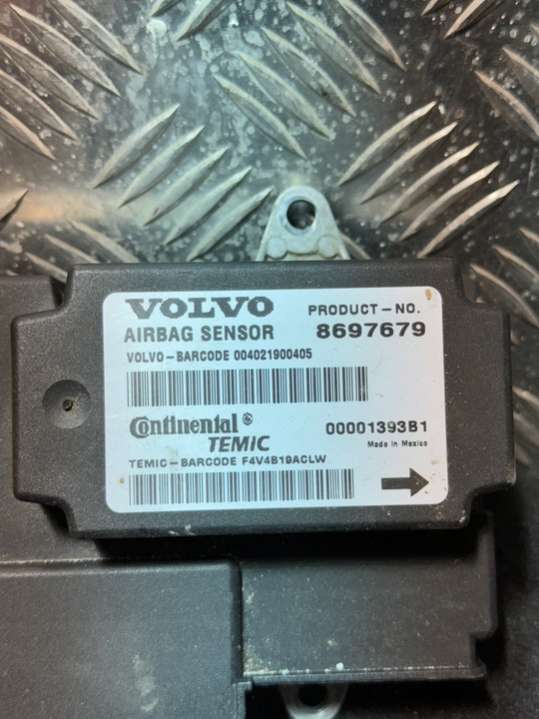 VOLVO
PRODUCT-NO.
AIRBAG SENSOR
8697679
VOLVO-BARCODE 004021900405
Continental
TEMIC
00001393B1
Made in Mexico
TEMIC-BARCODE F4V4B19ACLW